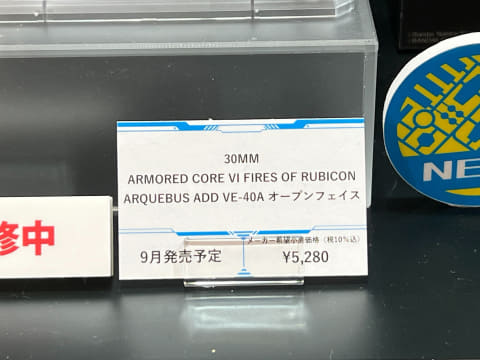 30MM
ARMORED CORE VI FIRES OF RUBICON
ARQUEBUS ADD VE-40A オープンフェイス
メーカー希望小売価格（税10%込）
9月発売予定 ¥5,280
修中
NE